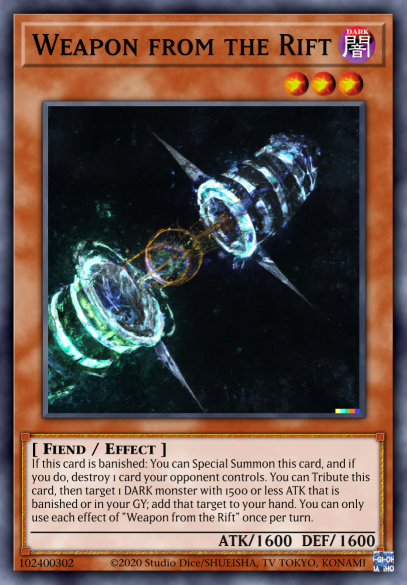 WEAPON FROM THE RIFT
DARK
闇
[ FIEND / EFFECT ]
If this card is banished: You can Special Summon this card, and if
you do, destroy 1 card your opponent controls. You can Tribute this
card, then target 1 DARK monster with 1500 or less ATK that is
banished or in your GY; add that target to your hand. You can only
use each effect of "Weapon from the Rift" once per turn.
ATK/1600 DEF/1600
102400302
©2020 Studio Dice/SHUEISHA, TV TOKYO, KONAMI